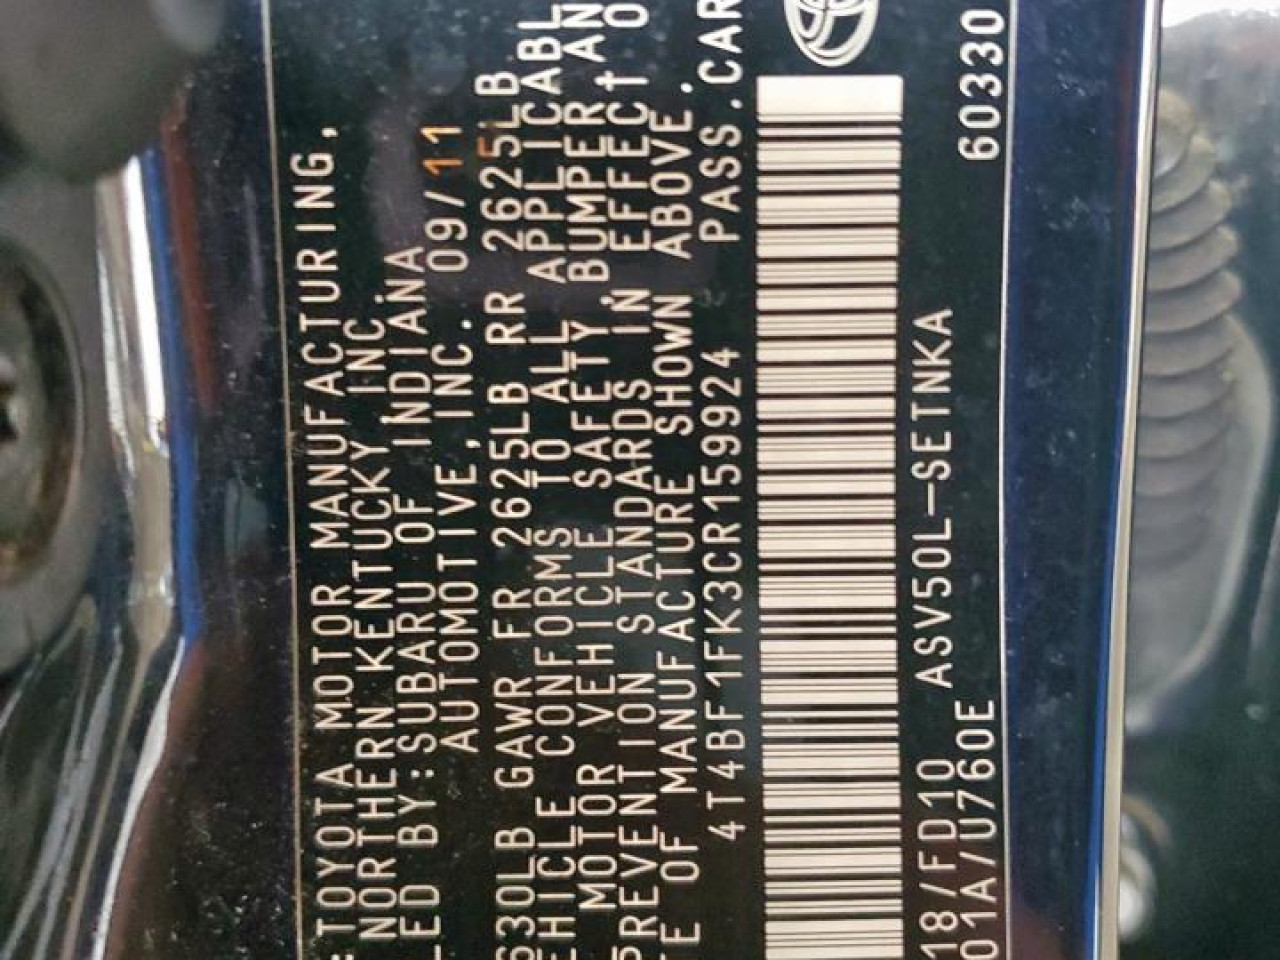 :TOYOTA MOTOR MANUFACTURING,
NORTHERN KENTUCKY INC.
LED BY:SUBARU OF INDIANA
AUTOMOTIVE,INC. 09/11
630LB GAWR FR 2625LB RR 2625LB
EHICLE CONFORMS TO ALL APPLICABL
MOTOR VEHICLE SAFETY, BUMPER AN
PREVENTION STANDARDS IN EFFECT O
TE OF MANUFACTURE SHOWN ABOVE.
4T4BF1FK3CR159924 PASS.CAR
18/FD10 ASV50L-SETNKA
01A/U760E 60330